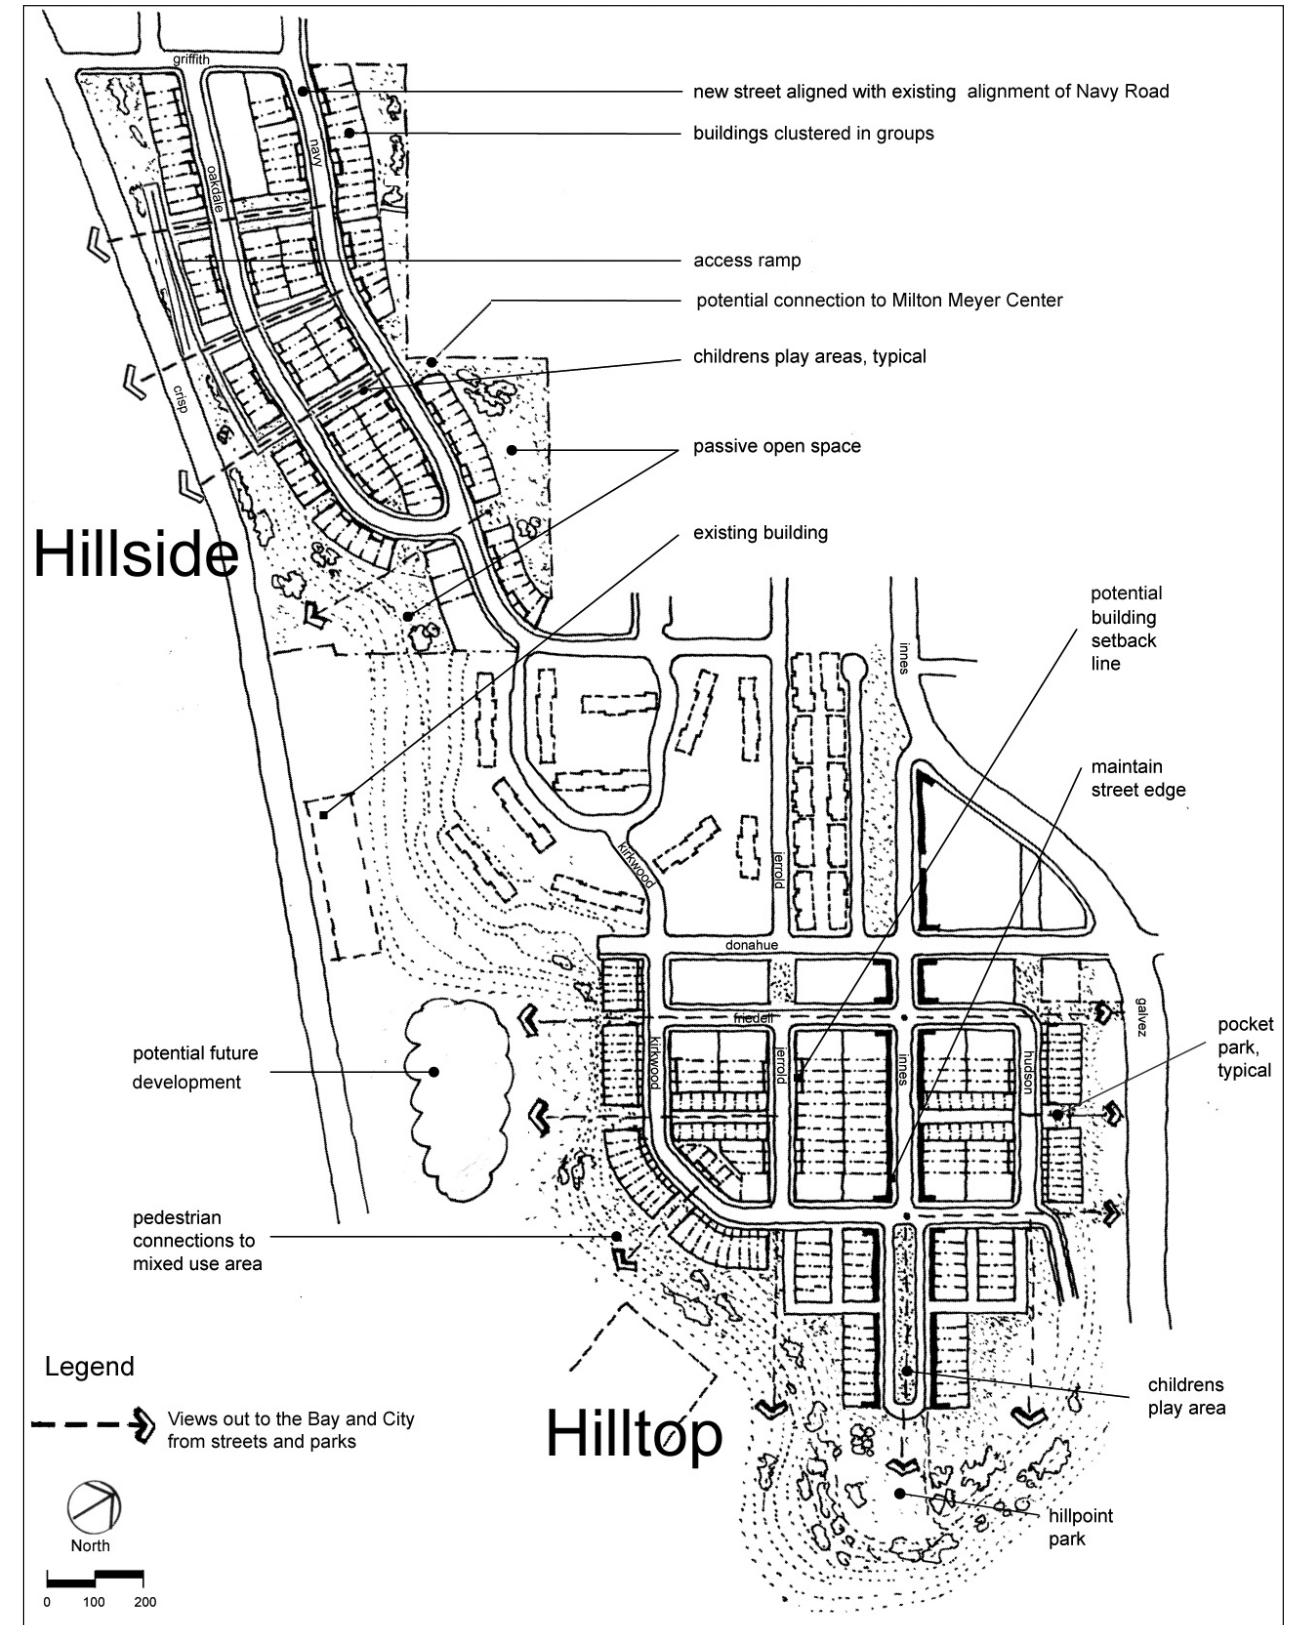 griffith
new street aligned with existing alignment of Navy Road
buildings clustered in groups
navy
oakdale
access ramp
potential connection to Milton Meyer Center
childrens play areas, typical
crisp
passive open space
existing building
Hillside
potential
building
setback
line
innes
maintain
street edge
kirkwood
jerrold
donahue
friedell
galvez
pocket
park,
typical
kirkwood
jerrold
innes
hudson
potential future
development
pedestrian
connections to
mixed use area
Legend
Views out to the Bay and City
from streets and parks
Hilltop
childrens
play area
hillpoint
park
North
0 100 200